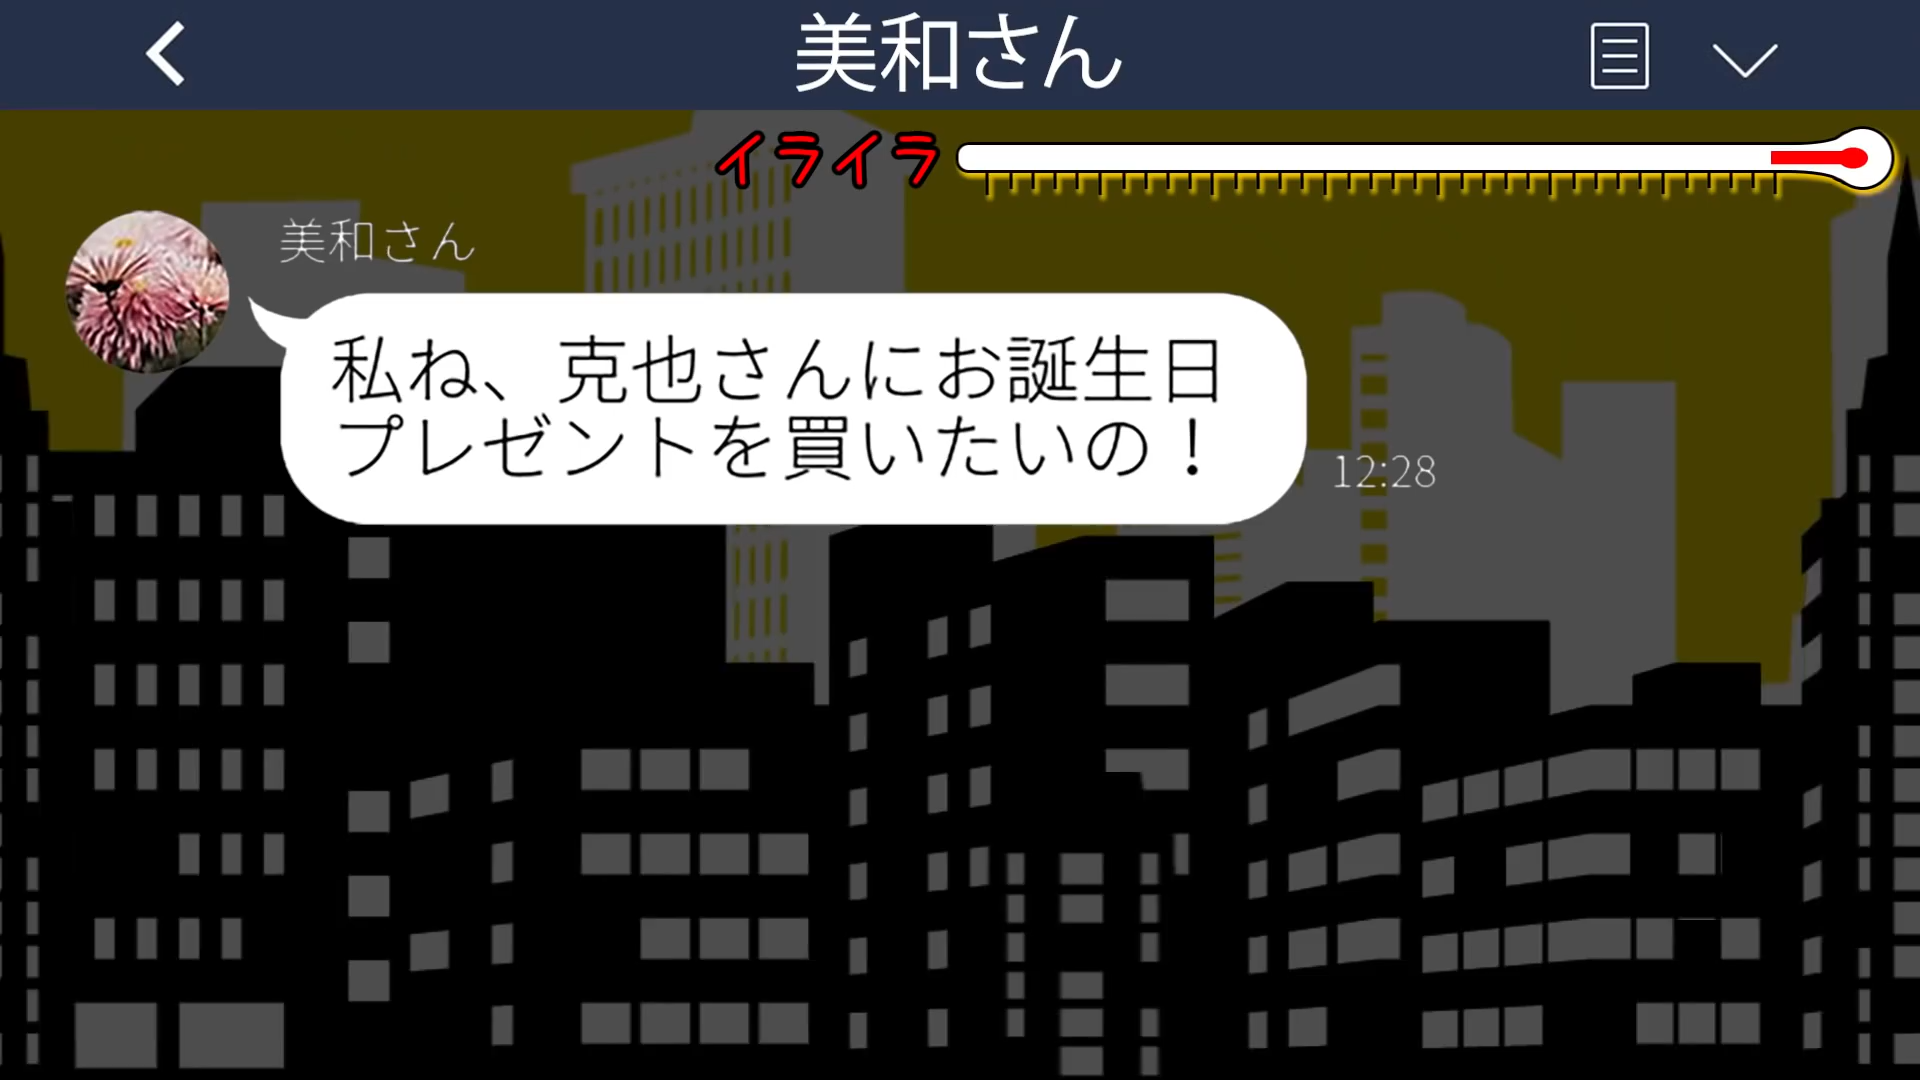 美和さん
イライラ
美和さん
私ね、克也さんにお誕生日
プレゼントを買いたいの！
12:28